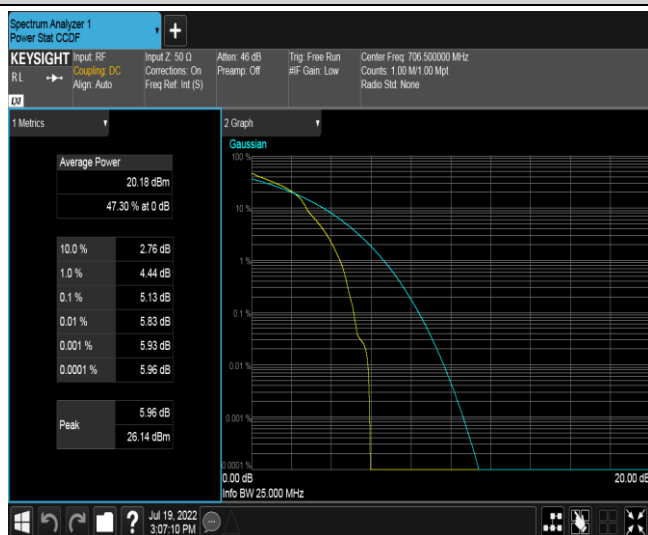 Spectrum Analyzer 1
Power Stat CCDF
KEYSIGHT
RL
LXI
Input: RF
Coupling: DC
Align: Auto
Input Z: 50 Ω
Corrections: On
Freq Ref: Int (S)
Atten: 46 dB
Preamp: Off
Trig: Free Run
#IF Gain: Low
Center Freq: 706.500000 MHz
Counts: 1.00 M/1.00 Mpt
Radio Std: None
1 Metrics
Average Power
20.18 dBm
47.30 % at 0 dB
10.0 % 2.76 dB
1.0 % 4.44 dB
0.1 % 5.13 dB
0.01 % 5.83 dB
0.001 % 5.93 dB
0.0001 % 5.96 dB
Peak
5.96 dB
26.14 dBm
2 Graph
Gaussian
100 %
10 %
1 %
0.1 %
0.01 %
0.001 %
0.0001 %
0.00 dB 20.00 dB
Info BW 25.000 MHz
Jul 19, 2022
3:07:10 PM